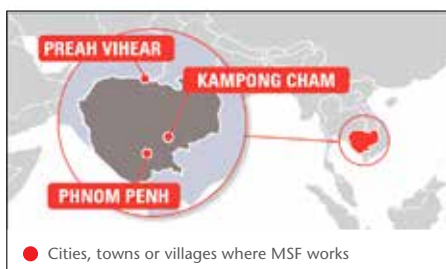 PREAH VIHEAR
KAMPONG CHAM
PHNOM PENH
Cities, towns or villages where MSF works